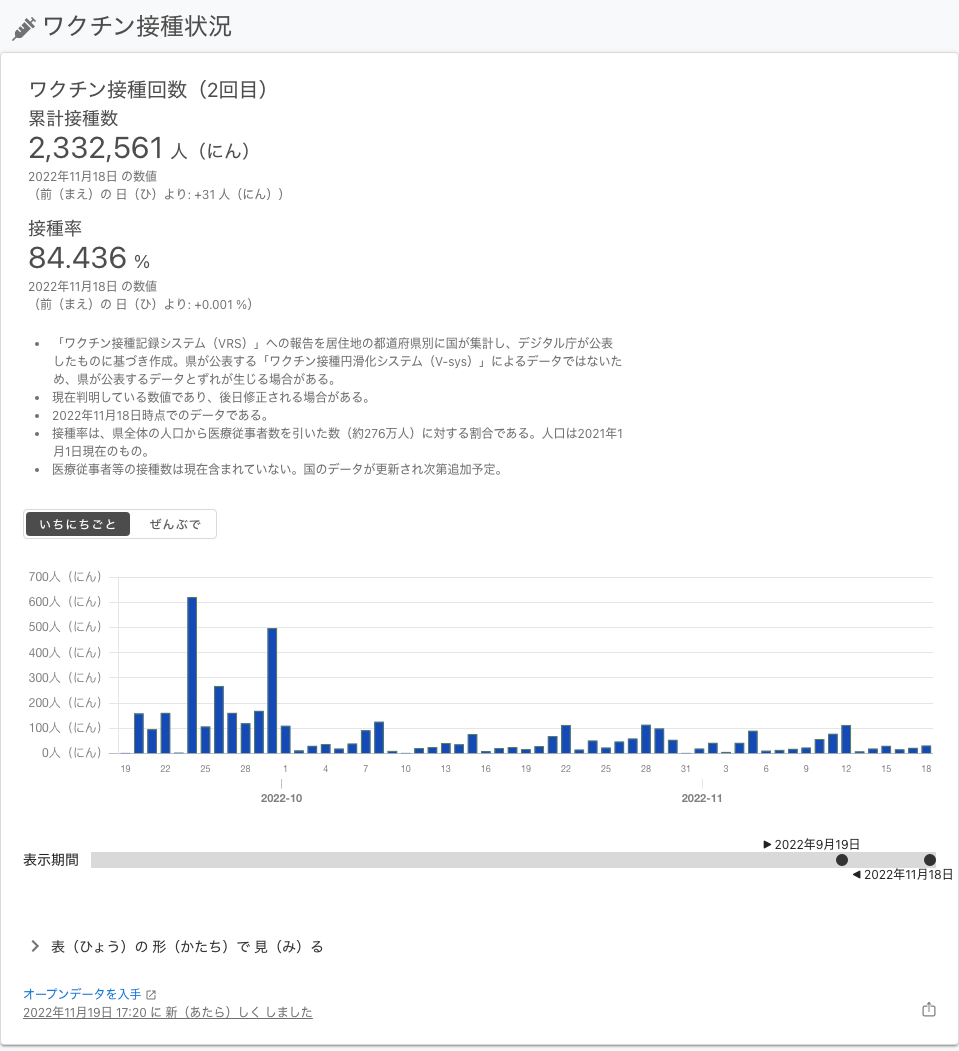 ワクチン接種状況
ワクチン接種回数（2回目）
累計接種数
2,332,561 人（にん）
2022年11月18日 の数値
（前（まえ）の 日（ひ）より: +31 人（にん））
接種率
84.436 %
2022年11月18日 の数値
（前（まえ）の 日（ひ）より: +0.001 %）
• 「ワクチン接種記録システム（VRS）」への報告を居住地の都道府県別に国が集計し、デジタル庁が公表
したものに基づき作成。県が公表する「ワクチン接種円滑化システム（V-sys）」によるデータではないた
め、県が公表するデータとずれが生じる場合がある。
• 現在判明している数値であり、後日修正される場合がある。
• 2022年11月18日時点でのデータである。
• 接種率は、県全体の人口から医療従事者数を引いた数（約276万人）に対する割合である。人口は2021年1
月1日現在のもの。
• 医療従事者等の接種数は現在含まれていない。国のデータが更新され次第追加予定。
いちにちごと ぜんぶで
700人（にん）
600人（にん）
500人（にん）
400人（にん）
300人（にん）
200人（にん）
100人（にん）
0人（にん）
19 22 25 28 1 4 7 10 13 16 19 22 25 28 31 3 6 9 12 15 18
2022-10 2022-11
▶ 2022年9月19日
表示期間
◀ 2022年11月18日
表（ひょう）の 形（かたち）で 見（み）る
オープンデータを入手
2022年11月19日 17:20 に 新（あたら）しく しました